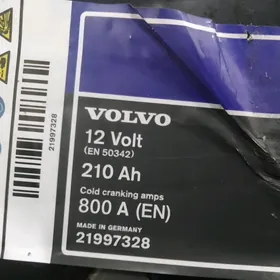 VOLVO
12 Volt
(EN 50342)
210 Ah
Cold cranking amps
800 A (EN)
MADE IN GERMANY
21997328
21997328